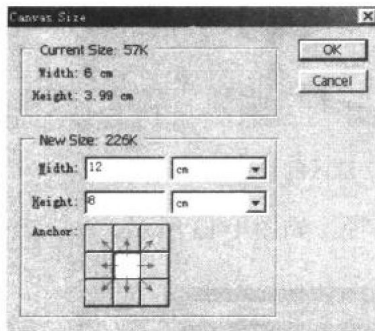 Canvas Size
Current Size: 57K
Width: 6 cm
Height: 3.99 cm
OK
Cancel
New Size: 226K
Width: 12 cm
Height: 8 cm
Anchor: